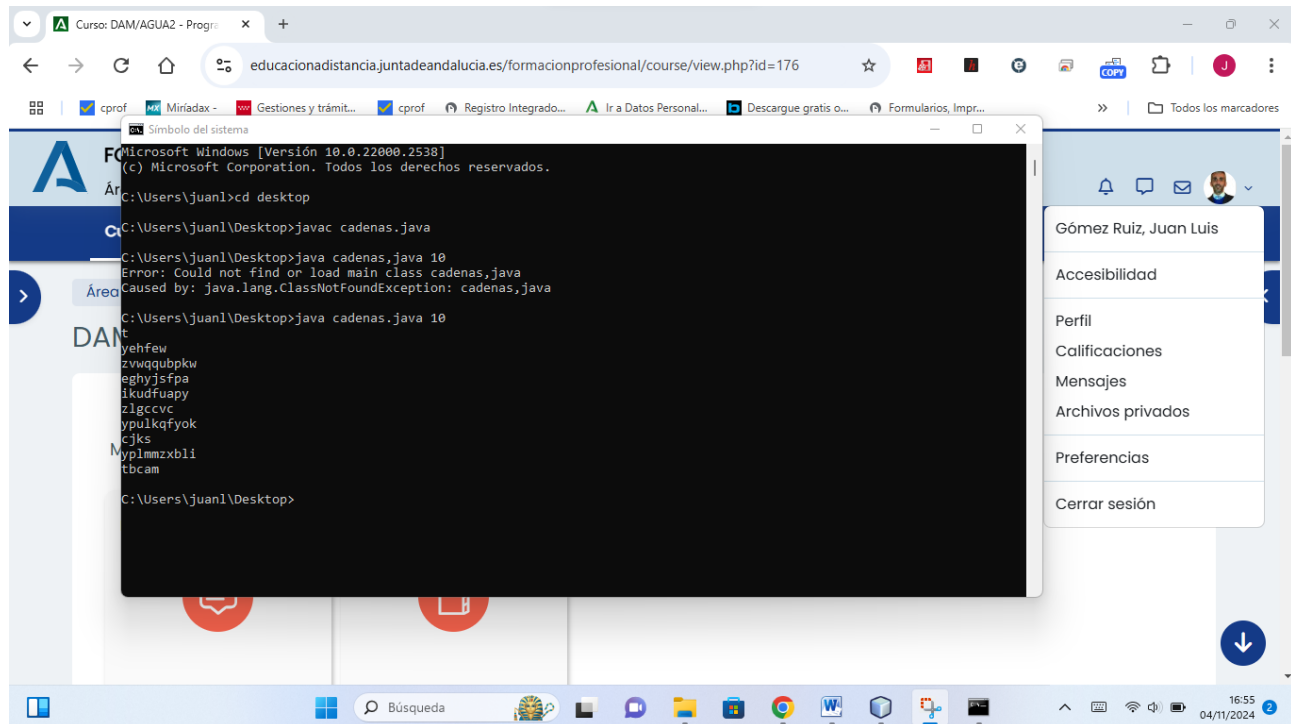 Curso: DAM/AGUA2 - Progra
educacionadistancia.juntadeandalucia.es/formacionprofesional/course/view.php?id=176
COPY
J
cprof
Miríadax -
Gestiones y trámit...
cprof
Registro Integrado...
Ir a Datos Personal...
Descargue gratis o...
Formularios, Impr...
»
Todos los marcadores
Símbolo del sistema
Microsoft Windows [Versión 10.0.22000.2538]
(c) Microsoft Corporation. Todos los derechos reservados.
C:\Users\juanl>cd desktop
C:\Users\juanl\Desktop>javac cadenas.java
C:\Users\juanl\Desktop>java cadenas,java 10
Error: Could not find or load main class cadenas,java
Caused by: java.lang.ClassNotFoundException: cadenas,java
C:\Users\juanl\Desktop>java cadenas.java 10
t
yehfew
zvwqqubpkw
eghyjsfpa
ikudfuapy
zlgccvc
ypulkqfyok
cjks
yplmmzxbli
tbcam
C:\Users\juanl\Desktop>
Área
DAM
Gómez Ruiz, Juan Luis
Accesibilidad
Perfil
Calificaciones
Mensajes
Archivos privados
Preferencias
Cerrar sesión
Búsqueda
16:55
04/11/2024
2